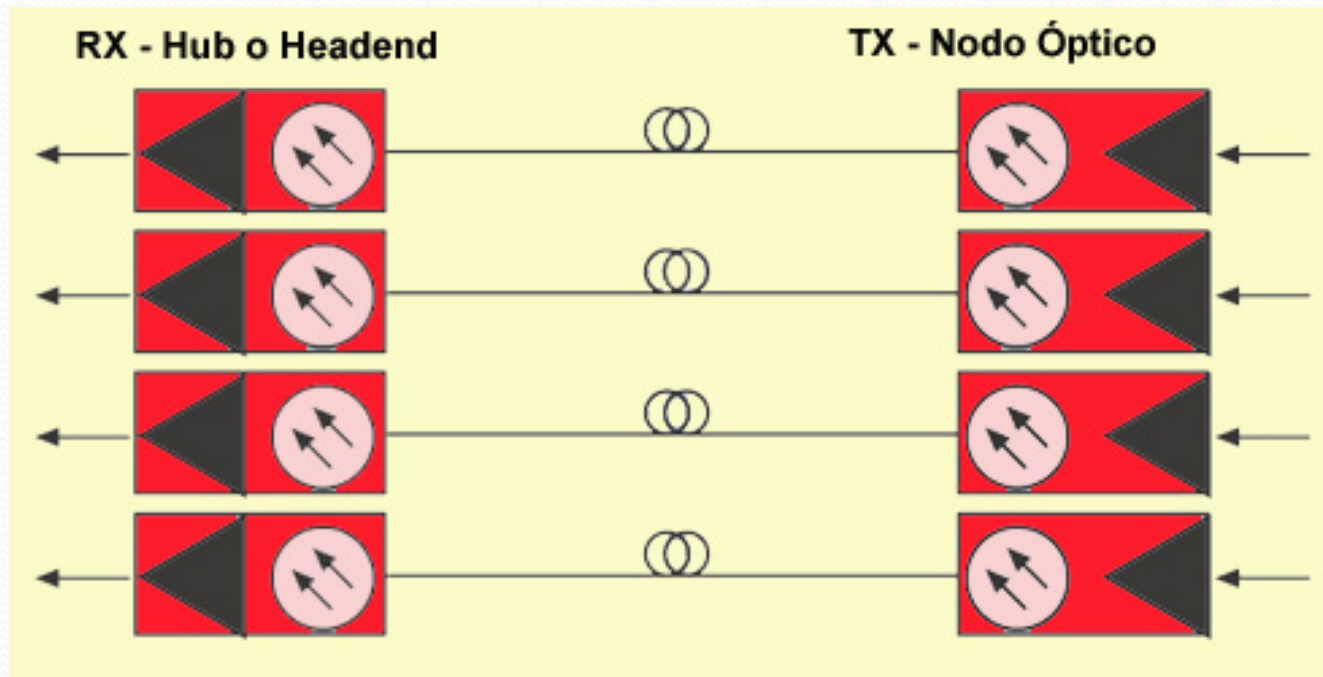 RX - Hub o Headend
TX - Nodo Óptico